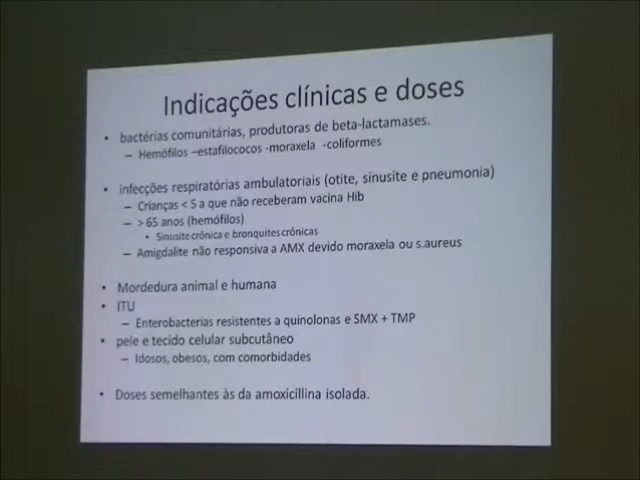 Indicações clínicas e doses
• bactérias comunitárias, produtoras de beta-lactamases.
– Hemófilos –estafilococos -moraxela -coliformes
• infecções respiratórias ambulatoriais (otite, sinusite e pneumonia)
– Crianças < 5 a que não receberam vacina Hib
– > 65 anos (hemófilos)
• Sinusite crônica e bronquites crônicas
– Amigdalite não responsiva a AMX devido moraxela ou s.aureus
• Mordedura animal e humana
• ITU
– Enterobacterias resistentes a quinolonas e SMX + TMP
• pele e tecido celular subcutâneo
– Idosos, obesos, com comorbidades
• Doses semelhantes às da amoxicillina isolada.